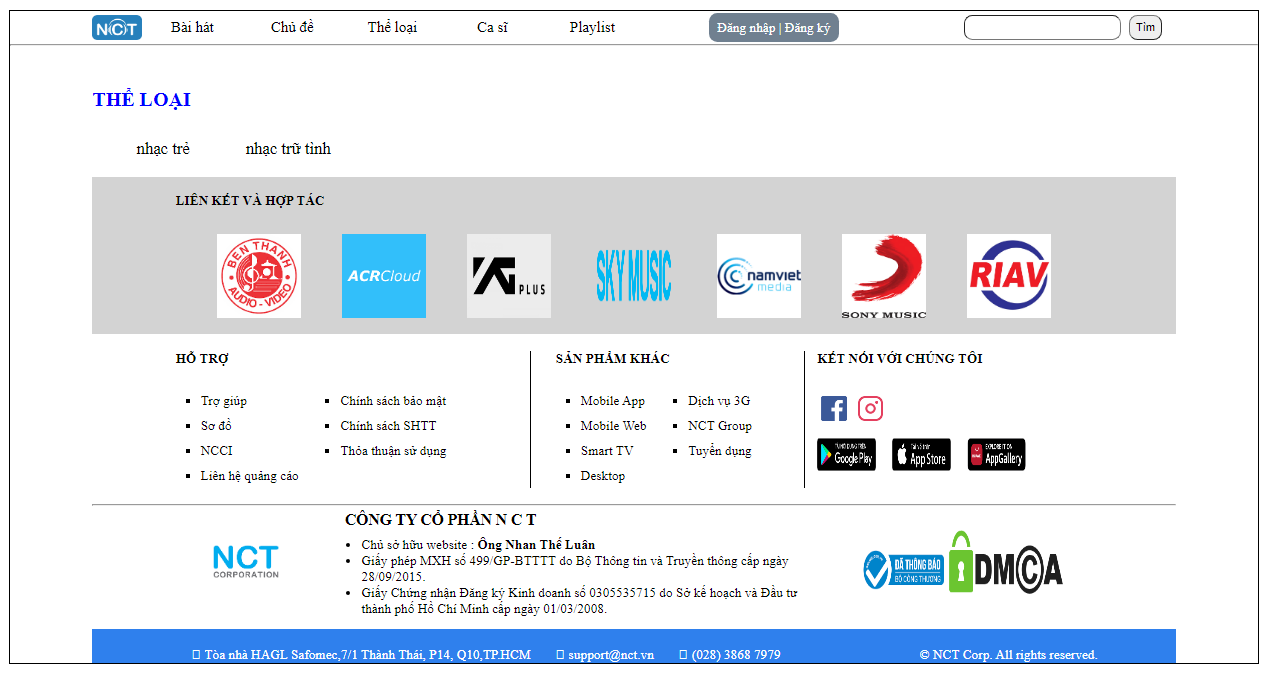 NCT Bài hát Chủ đề Thể loại Ca sĩ Playlist Đăng nhập | Đăng ký Tìm
THỂ LOẠI
nhạc trẻ nhạc trữ tình
LIÊN KẾT VÀ HỢP TÁC
BEN THANH AUDIO - VIDEO
ACRCloud
YG PLUS
SKY MUSIC
namviet media
SONY MUSIC
RIAV
HỖ TRỢ
Trợ giúp
Sơ đồ
NCCI
Liên hệ quảng cáo
Chính sách bảo mật
Chính sách SHTT
Thỏa thuận sử dụng
SẢN PHẨM KHÁC
Mobile App
Mobile Web
Smart TV
Desktop
Dịch vụ 3G
NCT Group
Tuyển dụng
KẾT NỐI VỚI CHÚNG TÔI
Google Play
App Store
EXPLORE IT ON
AppGallery
NCT
CORPORATION
CÔNG TY CỔ PHẦN N C T
Chủ sở hữu website : Ông Nhan Thế Luân
Giấy phép MXH số 499/GP-BTTTT do Bộ Thông tin và Truyền thông cấp ngày
28/09/2015.
Giấy Chứng nhận Đăng ký Kinh doanh số 0305535715 do Sở kế hoạch và Đầu tư
thành phố Hồ Chí Minh cấp ngày 01/03/2008.
ĐÃ THÔNG BÁO
BỘ CÔNG THƯƠNG
DMCA
Tòa nhà HAGL Safomec,7/1 Thành Thái, P14, Q10,TP.HCM support@nct.vn (028) 3868 7979 © NCT Corp. All rights reserved.